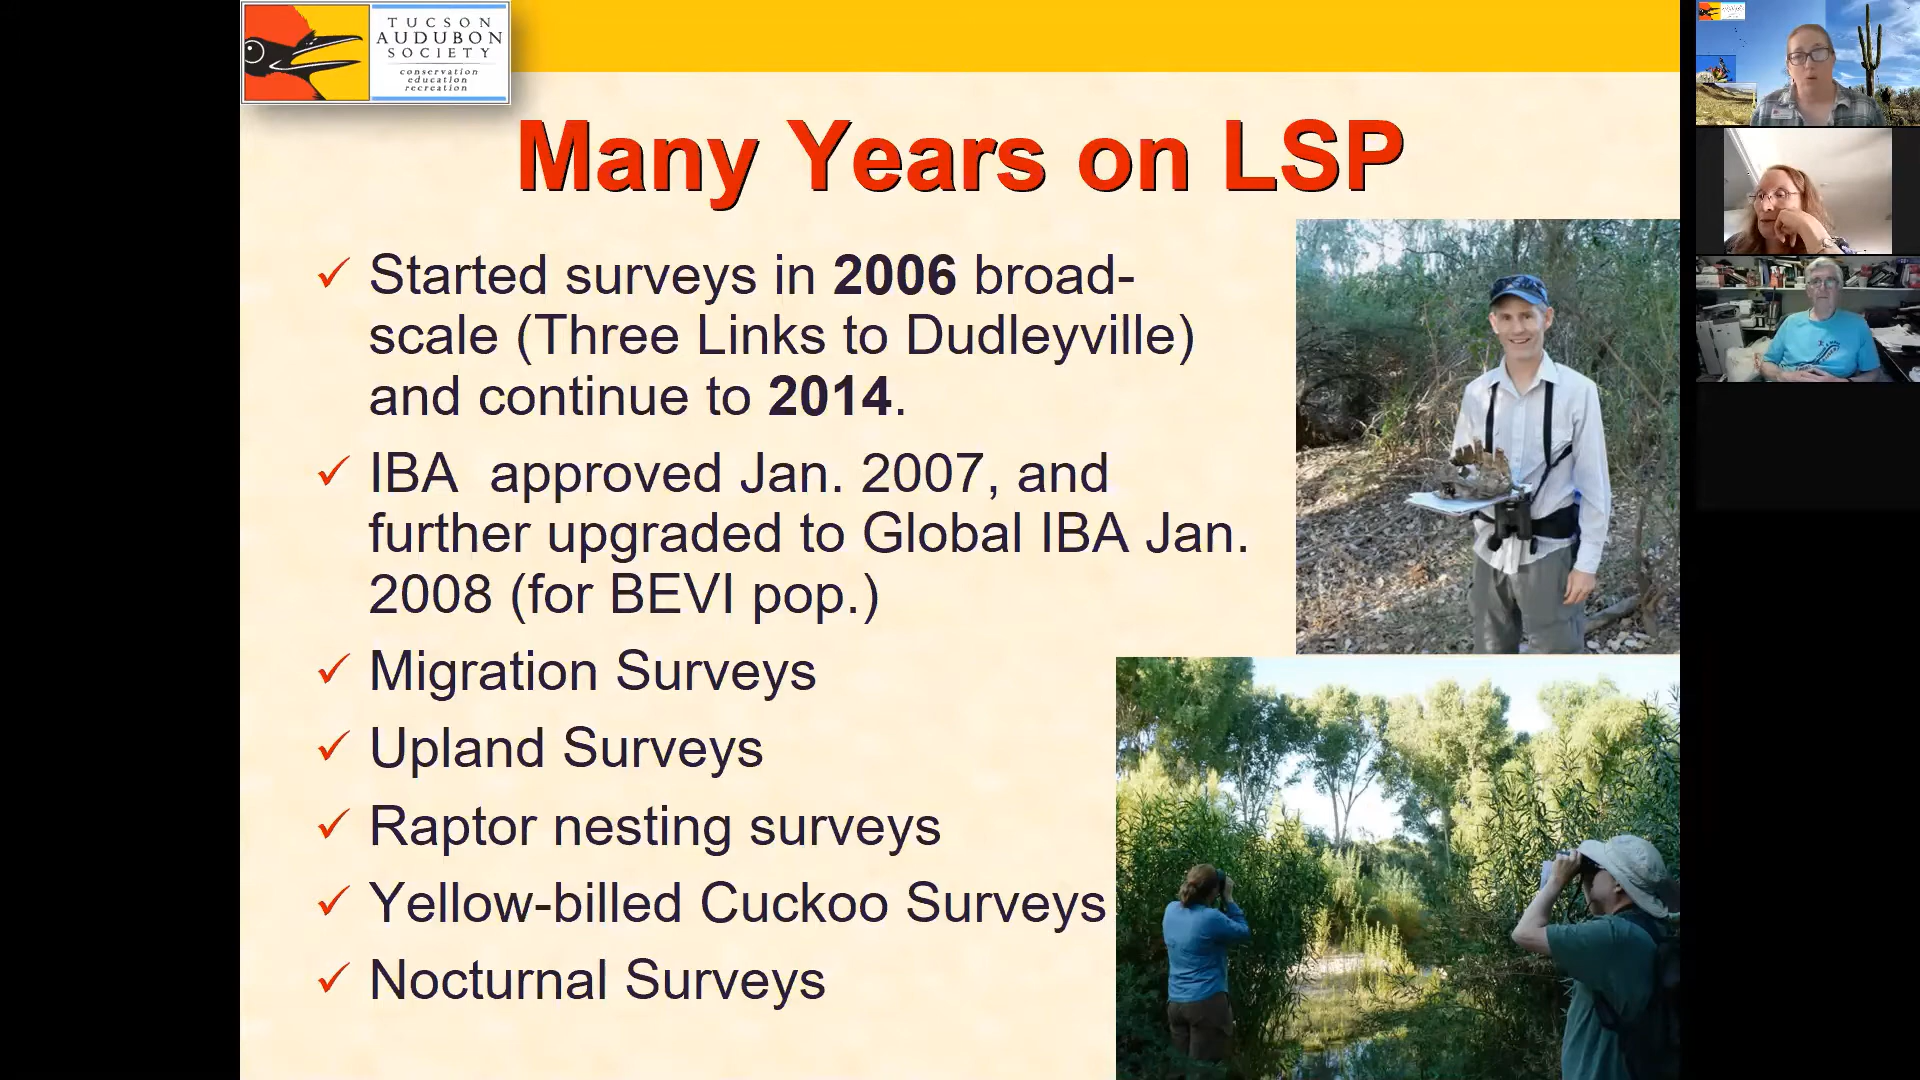 TUCSON
AUDUBON
SOCIETY
conservation
education
recreation
Many Years on LSP
✓ Started surveys in 2006 broad-
scale (Three Links to Dudleyville)
and continue to 2014.
✓ IBA  approved Jan. 2007, and
further upgraded to Global IBA Jan.
2008 (for BEVI pop.)
✓ Migration Surveys
✓ Upland Surveys
✓ Raptor nesting surveys
✓ Yellow-billed Cuckoo Surveys
✓ Nocturnal Surveys